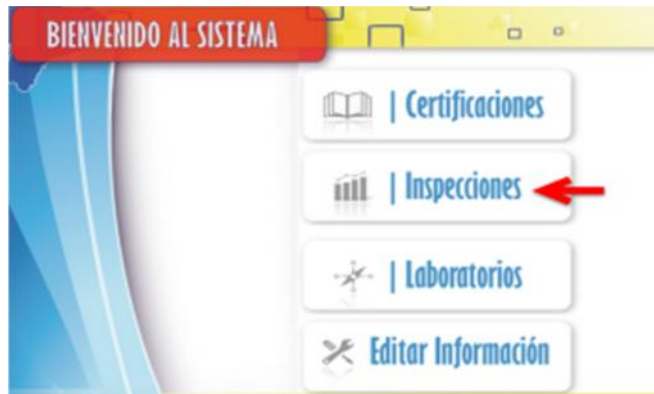 BIENVENIDO AL SISTEMA
| Certificaciones
| Inspecciones
| Laboratorios
Editar Información